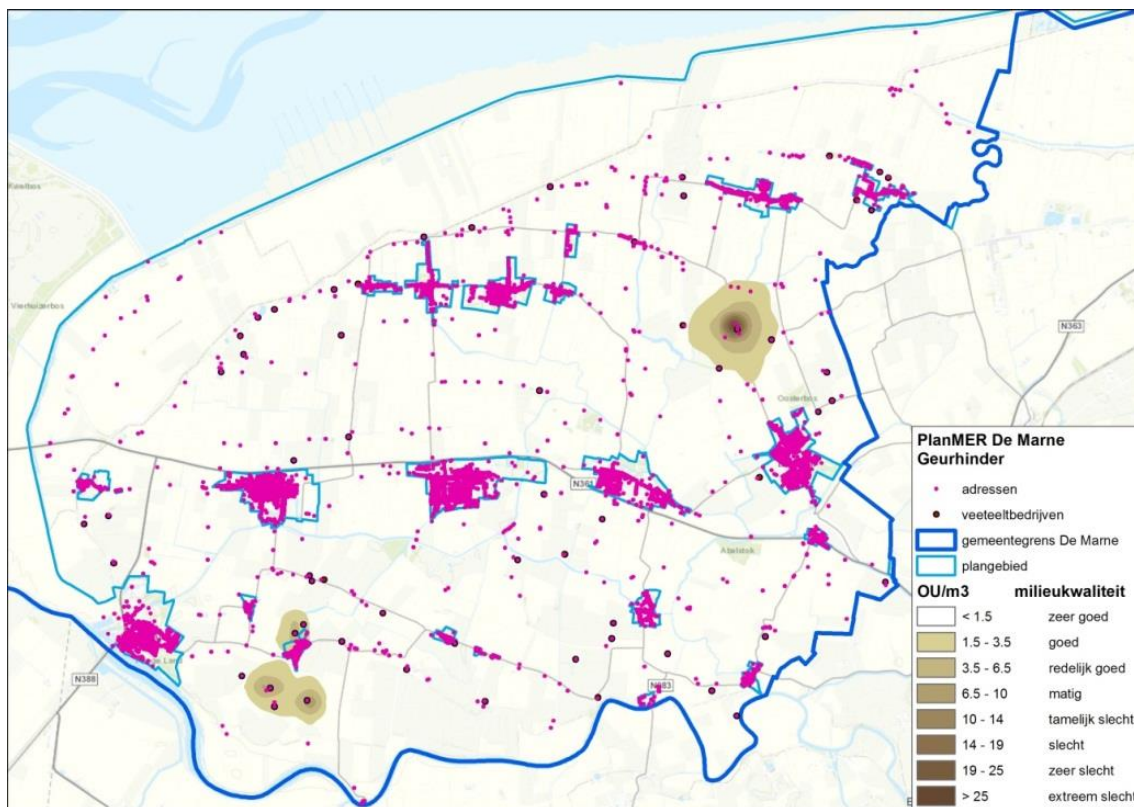 Vierhuizerbos
N363
Oosterbos
N361
Abelstok
N388
N983
PlanMER De Marne
Geurhinder
adressen
veeteeltbedrijven
gemeentegrens De Marne
plangebied
OU/m3 milieukwaliteit
< 1.5 zeer goed
1.5 - 3.5 goed
3.5 - 6.5 redelijk goed
6.5 - 10 matig
10 - 14 tamelijk slecht
14 - 19 slecht
19 - 25 zeer slecht
> 25 extreem slecht